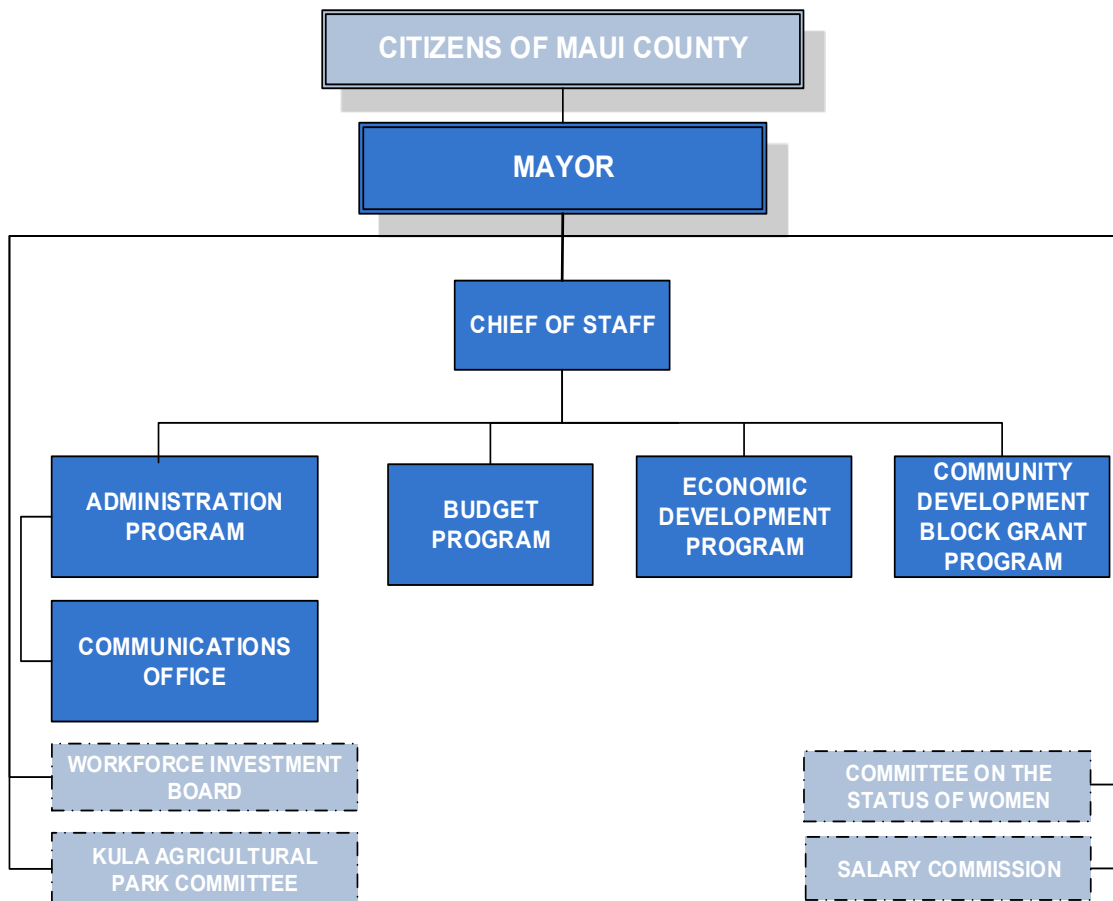 CITIZENS OF MAUI COUNTY
MAYOR
CHIEF OF STAFF
ADMINISTRATION
PROGRAM
BUDGET
PROGRAM
ECONOMIC
DEVELOPMENT
PROGRAM
COMMUNITY
DEVELOPMENT
BLOCK GRANT
PROGRAM
COMMUNICATIONS
OFFICE
WORKFORCE INVESTMENT
BOARD
COMMITTEE ON THE
STATUS OF WOMEN
KULA AGRICULTURAL
PARK COMMITTEE
SALARY COMMISSION